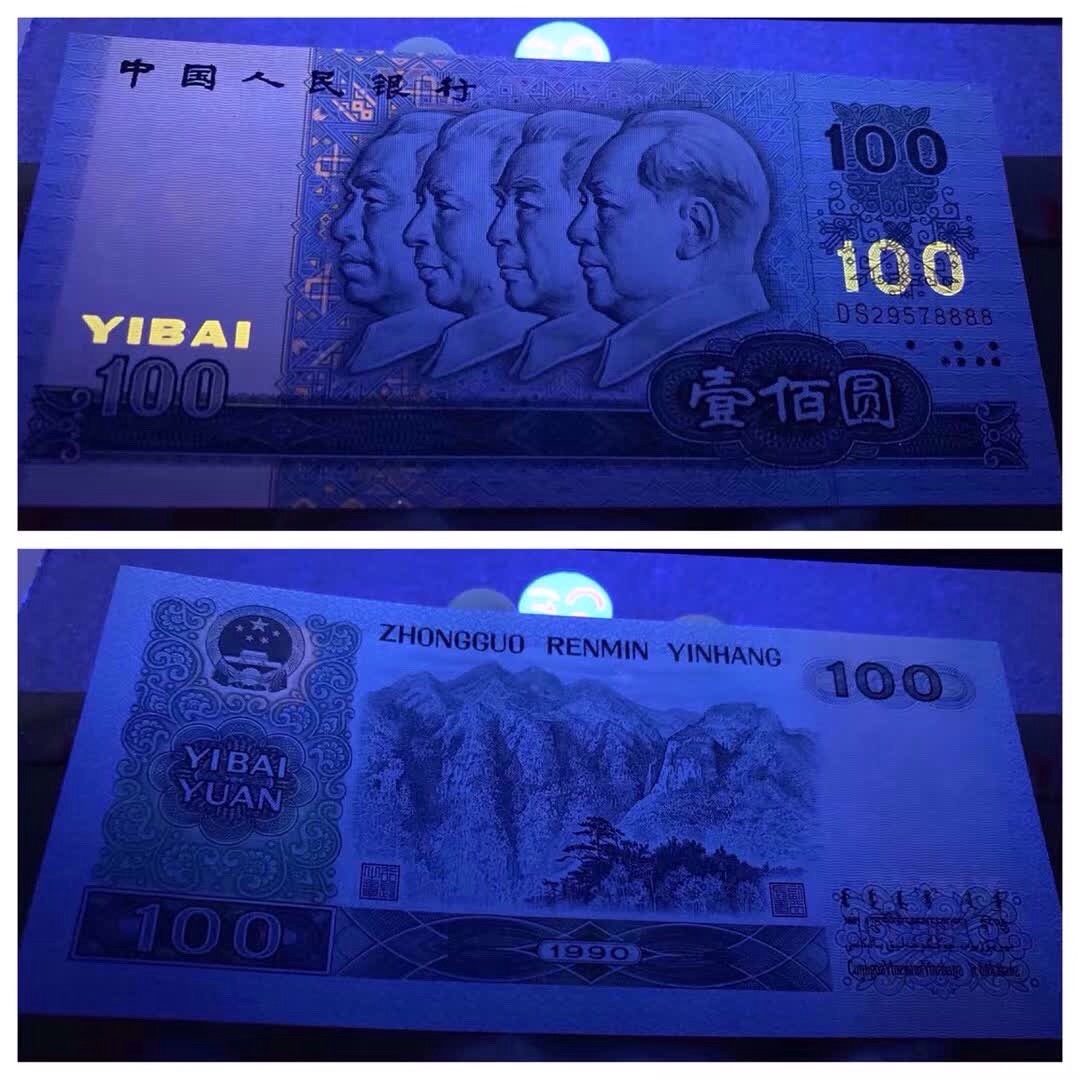 中国人民银行
100
100
YIBAI
DS29578888
100
壹佰圆
ZHONGGUO RENMIN YINHANG
100
YIBAI
YUAN
100
1990